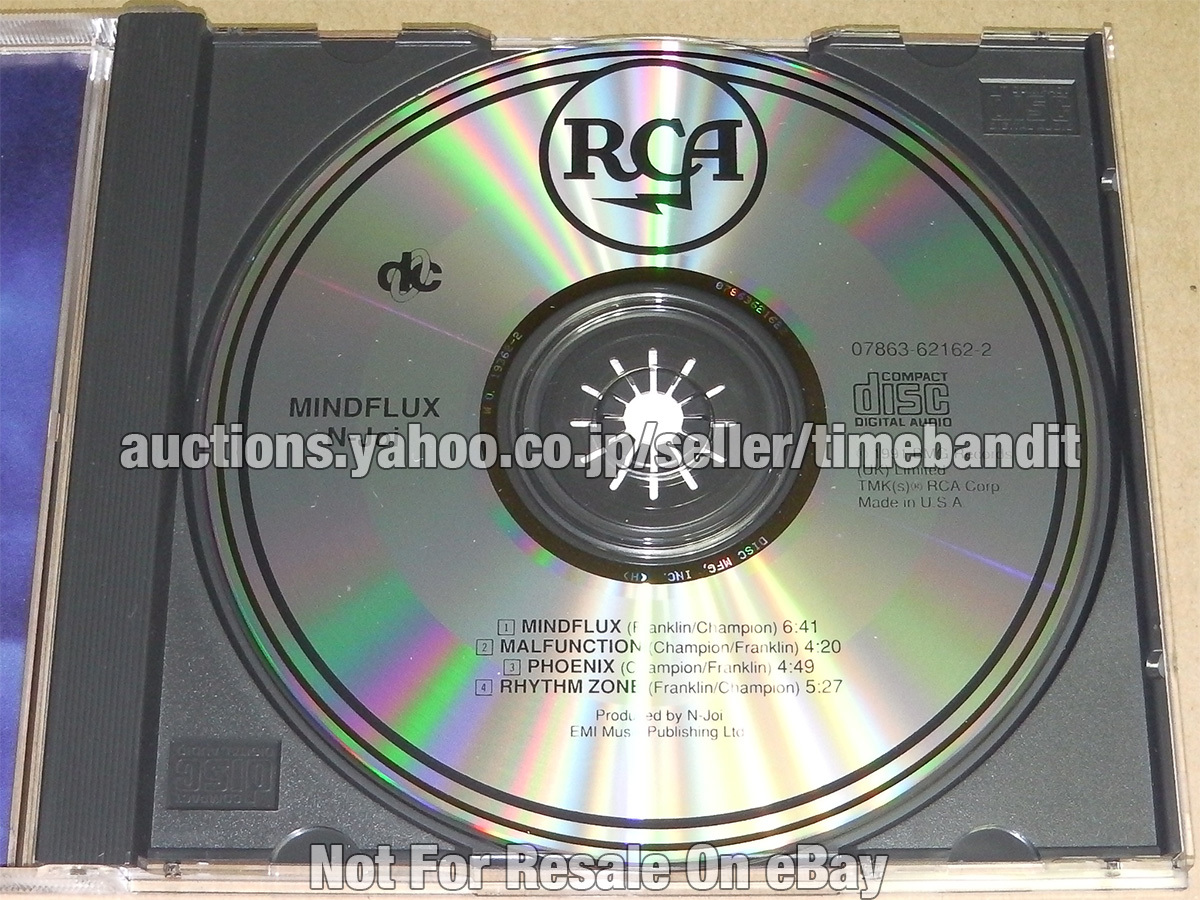 RCA
dc
07863-62162-2
MINDFLUX
N-Joi
COMPACT
disc
DIGITAL AUDIO
auctions.yahoo.co.jp/seller/timebandit
(UK) Limited
TMK(s)® RCA Corp
Made in U.S.A
DISC MFG, INC. (H)
1 MINDFLUX (Franklin/Champion) 6:41
2 MALFUNCTION (Champion/Franklin) 4:20
3 PHOENIX (Champion/Franklin) 4:49
4 RHYTHM ZONE (Franklin/Champion) 5:27
Produced by N-Joi
EMI Music Publishing Ltd
Not For Resale On eBay